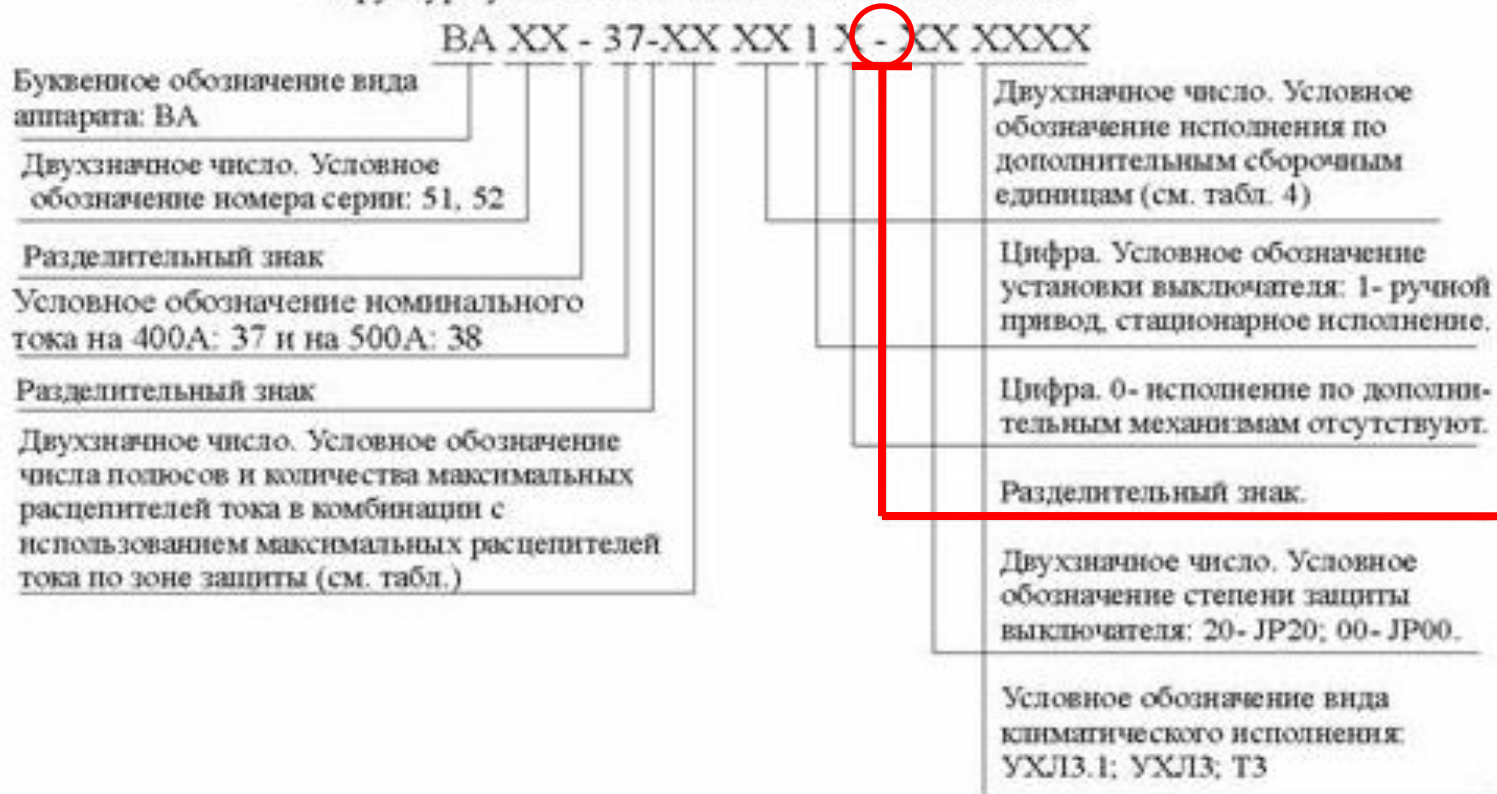 ВА XX - 37-XX XX 1 X - XX XXXX
Буквенное обозначение вида
аппарата: ВА
Двухзначное число. Условное
обозначение номера серии: 51, 52
Разделительный знак
Условное обозначение номинального
тока на 400А: 37 и на 500А: 38
Разделительный знак
Двухзначное число. Условное обозначение
числа полюсов и количества максимальных
расцепителей тока в комбинации с
использованием максимальных расцепителей
тока по зоне защиты (см. табл.)
Двухзначное число. Условное
обозначение исполнения по
дополнительным сборочным
единицам (см. табл. 4)
Цифра. Условное обозначение
установки выключателя: 1- ручной
привод, стационарное исполнение.
Цифра. 0- исполнение по дополни-
тельным механизмам отсутствуют.
Разделительный знак.
Двухзначное число. Условное
обозначение степени защиты
выключателя: 20- JP20; 00- JP00.
Условное обозначение вида
климатического исполнения:
УХЛ3.1; УХЛ3; Т3